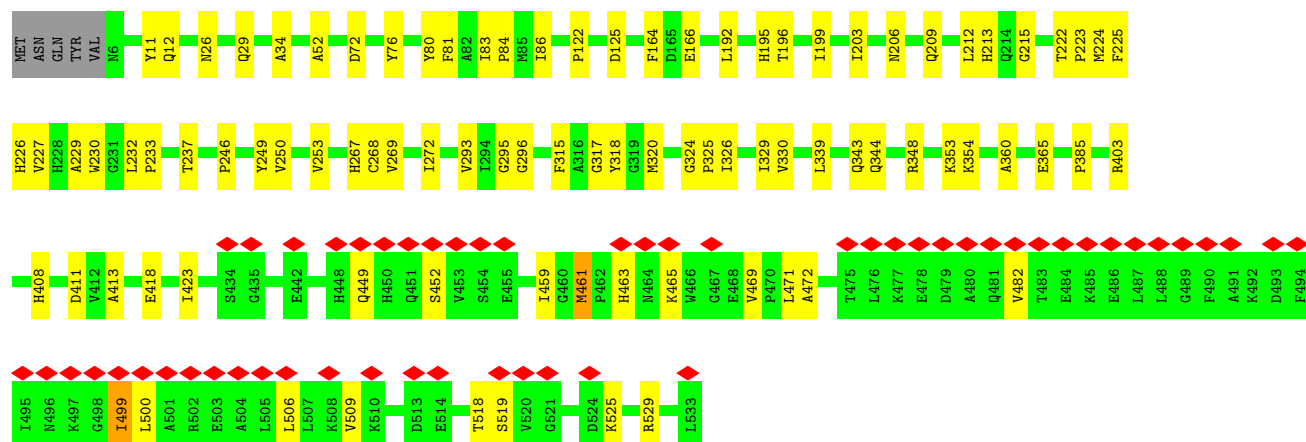 MET ASN GLN TYR VAL N6 Y11 Q12 N26 Q29 A34 A52 D72 Y76 Y80 F81 A82 I83 P84 M85 I86 P122 D125 F164 D165 E166 L192 H195 T196 I199 I203 N206 Q209 L212 H213 Q214 G215 T222 P223 M224 F225
H226 V227 H228 A229 W230 G231 L232 P233 T237 P246 Y249 V250 V253 H267 C268 V269 I272 V293 I294 G295 G296 F315 A316 G317 Y318 G319 M320 G324 P325 I326 I329 V330 L339 Q343 Q344 R348 K353 K354 A360 E365 P385 R403
H408 D411 V412 A413 E418 I423 S434 G435 E442 H448 Q449 H450 Q451 S452 V453 S454 E455 I459 G460 M461 P462 H463 N464 K465 W466 G467 E468 V469 P470 L471 A472 T475 L476 K477 E478 D479 A480 Q481 V482 T483 E484 K485 E486 L487 L488 G489 F490 A491 K492 D493 F494
I495 N496 K497 G498 I499 L500 A501 R502 E503 A504 L505 L506 L507 K508 V509 K510 D513 E514 T518 S519 V520 G521 D524 K525 R529 L533